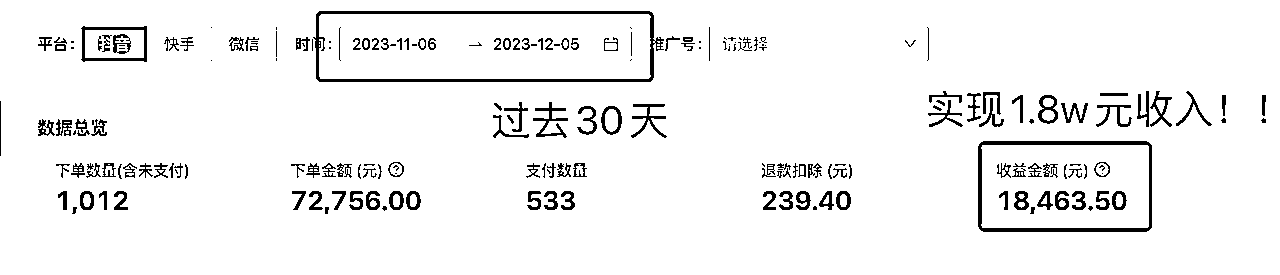 平台: 抖音 快手 微信 时间: 2023-11-06 → 2023-12-05 推广号: 请选择
过去30天 实现1.8w元收入！！
数据总览
下单数量(含未支付) 下单金额 (元) 支付数量 退款扣除 (元) 收益金额 (元)
1,012 72,756.00 533 239.40 18,463.50